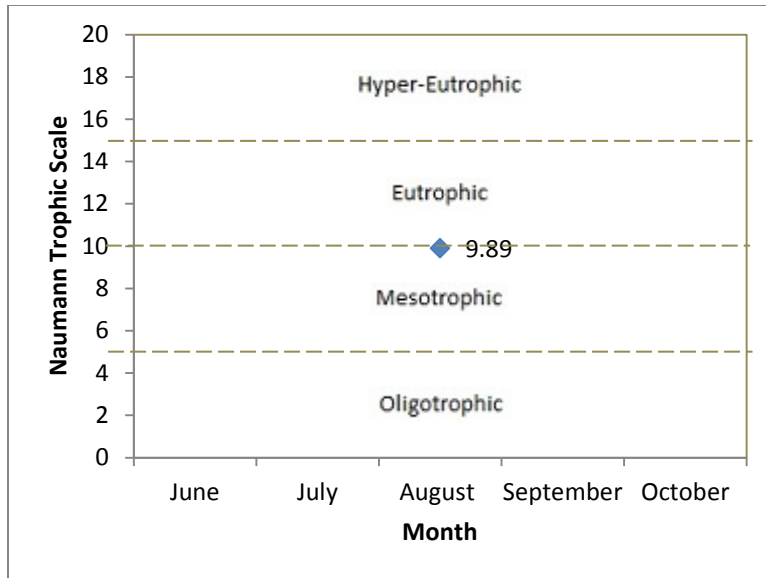 Naumann Trophic Scale
20
18
16
14
12
10
8
6
4
2
0
Hyper-Eutrophic
Eutrophic
9.89
Mesotrophic
Oligotrophic
June July August September October
Month